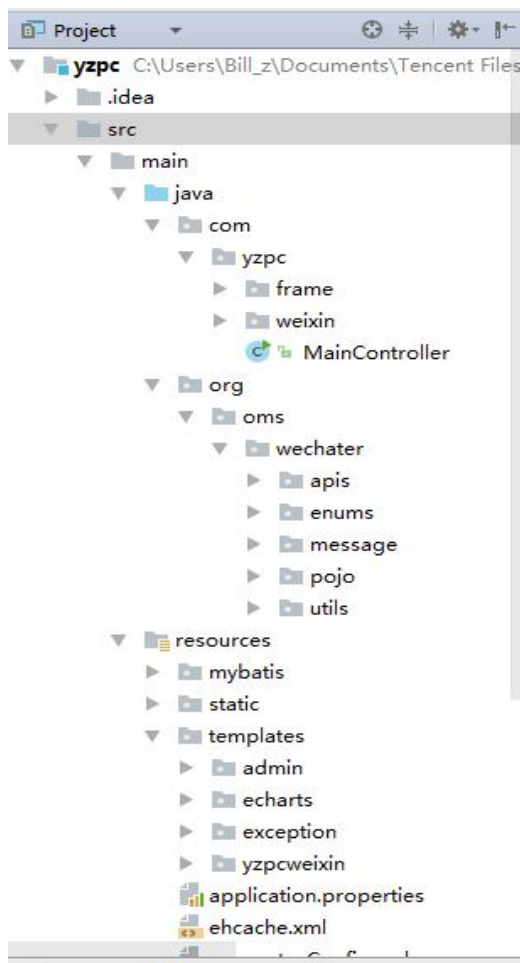 Project
yzpc C:\Users\Bill_z\Documents\Tencent Files
.idea
src
main
java
com
yzpc
frame
weixin
MainController
org
oms
wechater
apis
enums
message
pojo
utils
resources
mybatis
static
templates
admin
echarts
exception
yzpcweixin
application.properties
ehcache.xml